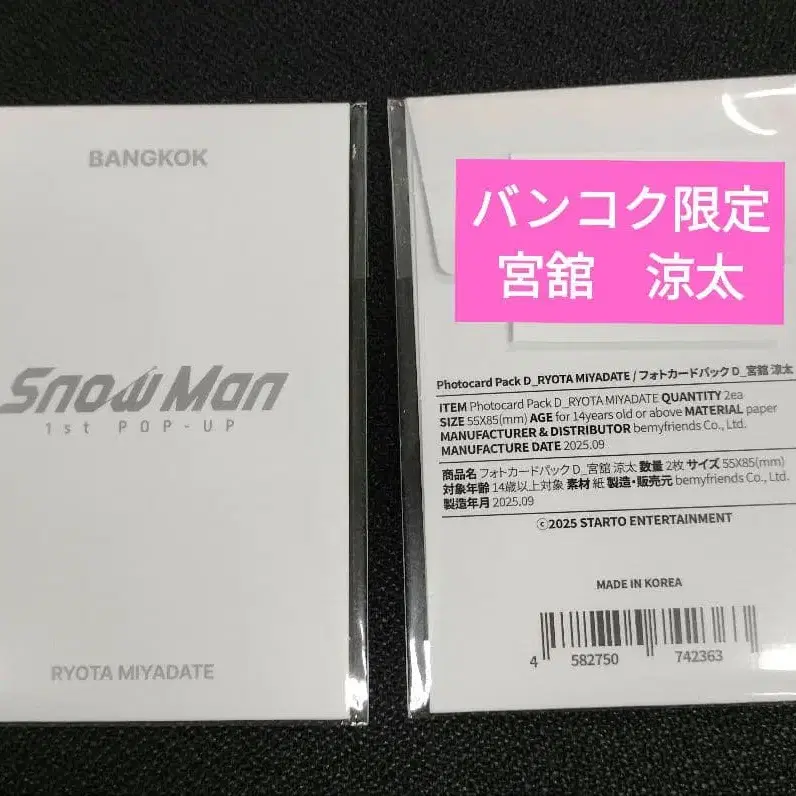 BANGKOK
Snow Man
1st POP-UP
RYOTA MIYADATE
バンコク限定
宮舘 涼太
Photocard Pack D_RYOTA MIYADATE / フォトカードパック D_宮舘 涼太
ITEM Photocard Pack D_RYOTA MIYADATE QUANTITY 2ea
SIZE 55X85(mm) AGE for 14years old or above MATERIAL paper
MANUFACTURER & DISTRIBUTOR bemyfriends Co., Ltd.
MANUFACTURE DATE 2025.09
商品名 フォトカードパック D_宮舘 涼太 数量 2枚 サイズ 55X85(mm)
対象年齢 14歳以上対象 素材 紙 製造・販売元 bemyfriends Co., Ltd.
製造年月 2025.09
©2025 STARTO ENTERTAINMENT
MADE IN KOREA
4 582750 742363